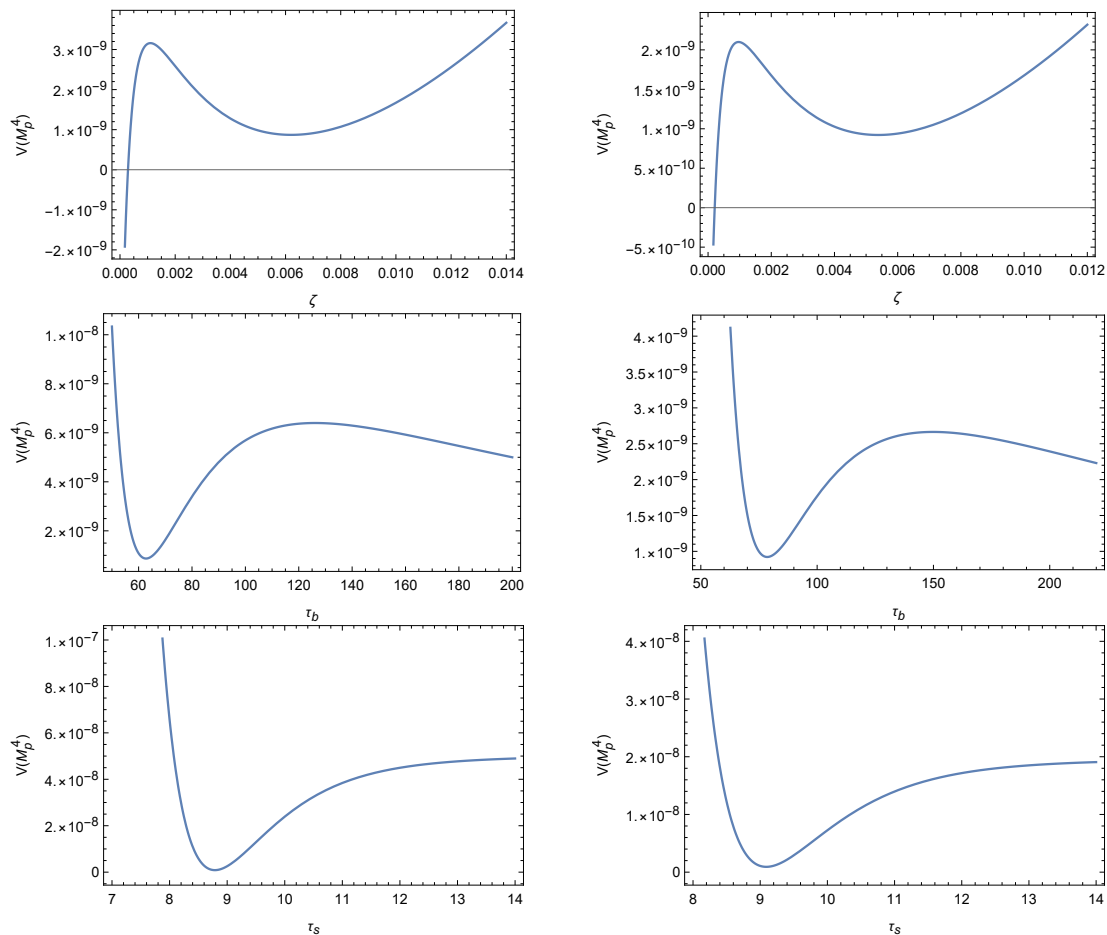 3.×10⁻⁹
2.×10⁻⁹
1.×10⁻⁹
0
−1.×10⁻⁹
−2.×10⁻⁹
V(M_p^4)
0.000 0.002 0.004 0.006 0.008 0.010 0.012 0.014
ζ
2.×10⁻⁹
1.×10⁻⁹
1.×10⁻⁹
5.×10⁻¹⁰
0
−5.×10⁻¹⁰
V(M_p^4)
0.000 0.002 0.004 0.006 0.008 0.010 0.012
ζ
1.×10⁻⁸
8.×10⁻⁹
6.×10⁻⁹
4.×10⁻⁹
2.×10⁻⁹
V(M_p^4)
60 80 100 120 140 160 180 200
τ_b
4.×10⁻⁹
3.×10⁻⁹
3.×10⁻⁹
2.×10⁻⁹
2.×10⁻⁹
1.×10⁻⁹
1.×10⁻⁹
V(M_p^4)
50 100 150 200
τ_b
1.×10⁻⁷
8.×10⁻⁸
6.×10⁻⁸
4.×10⁻⁸
2.×10⁻⁸
0
V(M_p^4)
7 8 9 10 11 12 13 14
τ_s
4.×10⁻⁸
3.×10⁻⁸
2.×10⁻⁸
1.×10⁻⁸
0
V(M_p^4)
8 9 10 11 12 13 14
τ_s